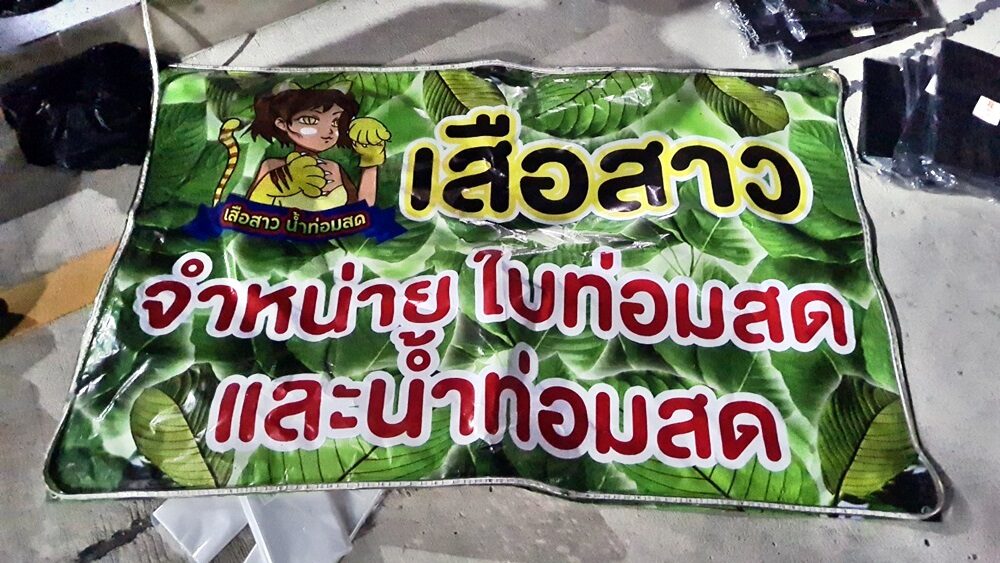 เสือสาว
เสือสาว น้ำท่อมสด
จำหน่าย ใบท่อมสด
และน้ำท่อมสด